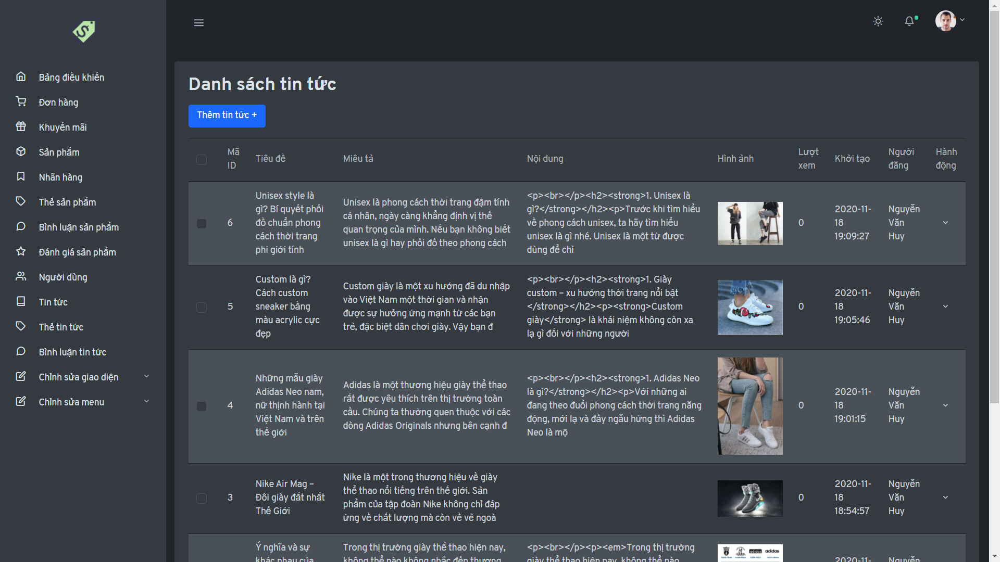 Bảng điều khiến
Đơn hàng
Khuyến mãi
Sản phẩm
Nhãn hàng
Thẻ sản phẩm
Bình luận sản phẩm
Đánh giá sản phẩm
Người dùng
Tin tức
Thẻ tin tức
Bình luận tin tức
Chỉnh sửa giao diện
Chỉnh sửa menu
Danh sách tin tức
Thêm tin tức +
Mã
ID
Tiêu đề
Miêu tả
Nội dung
Hình ảnh
Lượt
xem
Khởi tạo
Người
đăng
Hành
động
6
Unisex style là
gì? Bí quyết phối
đồ chuẩn phong
cách thời trang
phi giới tính
Unisex là phong cách thời trang đậm tính
cá nhân, ngày càng khẳng định vị thế
quan trọng của mình. Nếu bạn không biết
unisex là gì hay phối đồ theo phong cách
<p><br></p><h2><strong>1. Unisex là
gì?</strong></h2><p>Trước khi tìm hiểu
về phong cách unisex, ta hãy tìm hiểu
unisex là gì nhé. Unisex là một từ được
dùng để chỉ
0
2020-11-
18
19:09:27
Nguyễn
Văn
Huy
5
Custom là gì?
Cách custom
sneaker bằng
màu acrylic cực
đẹp
Custom giày là một xu hướng đã du nhập
vào Việt Nam một thời gian và nhận
được sự hưởng ứng mạnh từ các bạn
trẻ, đặc biệt dân chơi giày. Vậy bạn đ
<p><br></p><h2><strong>1. Giày
custom – xu hướng thời trang nổi bật
</strong></h2><p><strong>Custom
giày</strong> là khái niệm không còn xa
lạ gì đối với những người
0
2020-11-
18
19:05:46
Nguyễn
Văn
Huy
4
Những mẫu giày
Adidas Neo nam,
nữ thịnh hành tại
Việt Nam và trên
thế giới
Adidas là một thương hiệu giày thể thao
rất được yêu thích trên thị trường toàn
cầu. Chúng ta thường quen thuộc với các
dòng Adidas Originals nhưng bên cạnh đ
<p><br></p><h2><strong>1. Adidas Neo
là gì?</strong></h2><p>Với những ai
đang theo đuổi phong cách thời trang năng
động, mới lạ và đầy ngẫu hứng thì Adidas
Neo là mộ
0
2020-11-
18
19:01:15
Nguyễn
Văn
Huy
3
Nike Air Mag –
Đôi giày đắt nhất
Thế Giới
Nike là một trong thương hiệu về giày
thể thao nổi tiếng trên thế giới. Sản
phẩm của tập đoàn Nike không chỉ đáp
ứng về chất lượng mà còn về vẻ ngoà
0
2020-11-
18
18:54:57
Nguyễn
Văn
Huy
Ý nghĩa và sự
khác nhau của
Trong thị trường giày thể thao hiện nay,
không thể nào không nhắc đến thương
<p><br></p><p><em>Trong thị trường
giày thể thao hiện nay, không thể nào
adidas adidas
2020-11-
Nguyễn